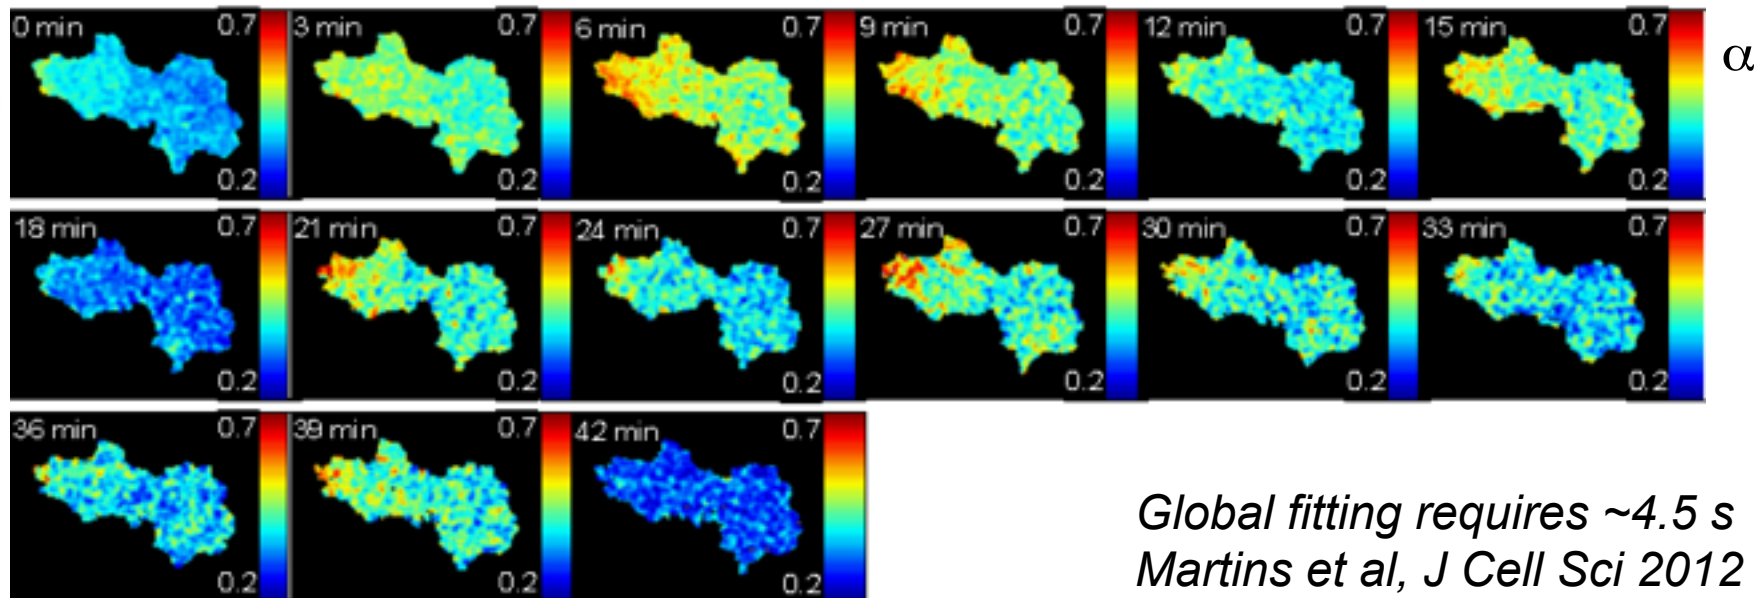 0 min 0.7 3 min 0.7 6 min 0.7 9 min 0.7 12 min 0.7 15 min 0.7 α
0.2 0.2 0.2 0.2 0.2 0.2
18 min 0.7 21 min 0.7 24 min 0.7 27 min 0.7 30 min 0.7 33 min 0.7
0.2 0.2 0.2 0.2 0.2 0.2
36 min 0.7 39 min 0.7 42 min 0.7
0.2 0.2 0.2
Global fitting requires ~4.5 s
Martins et al, J Cell Sci 2012